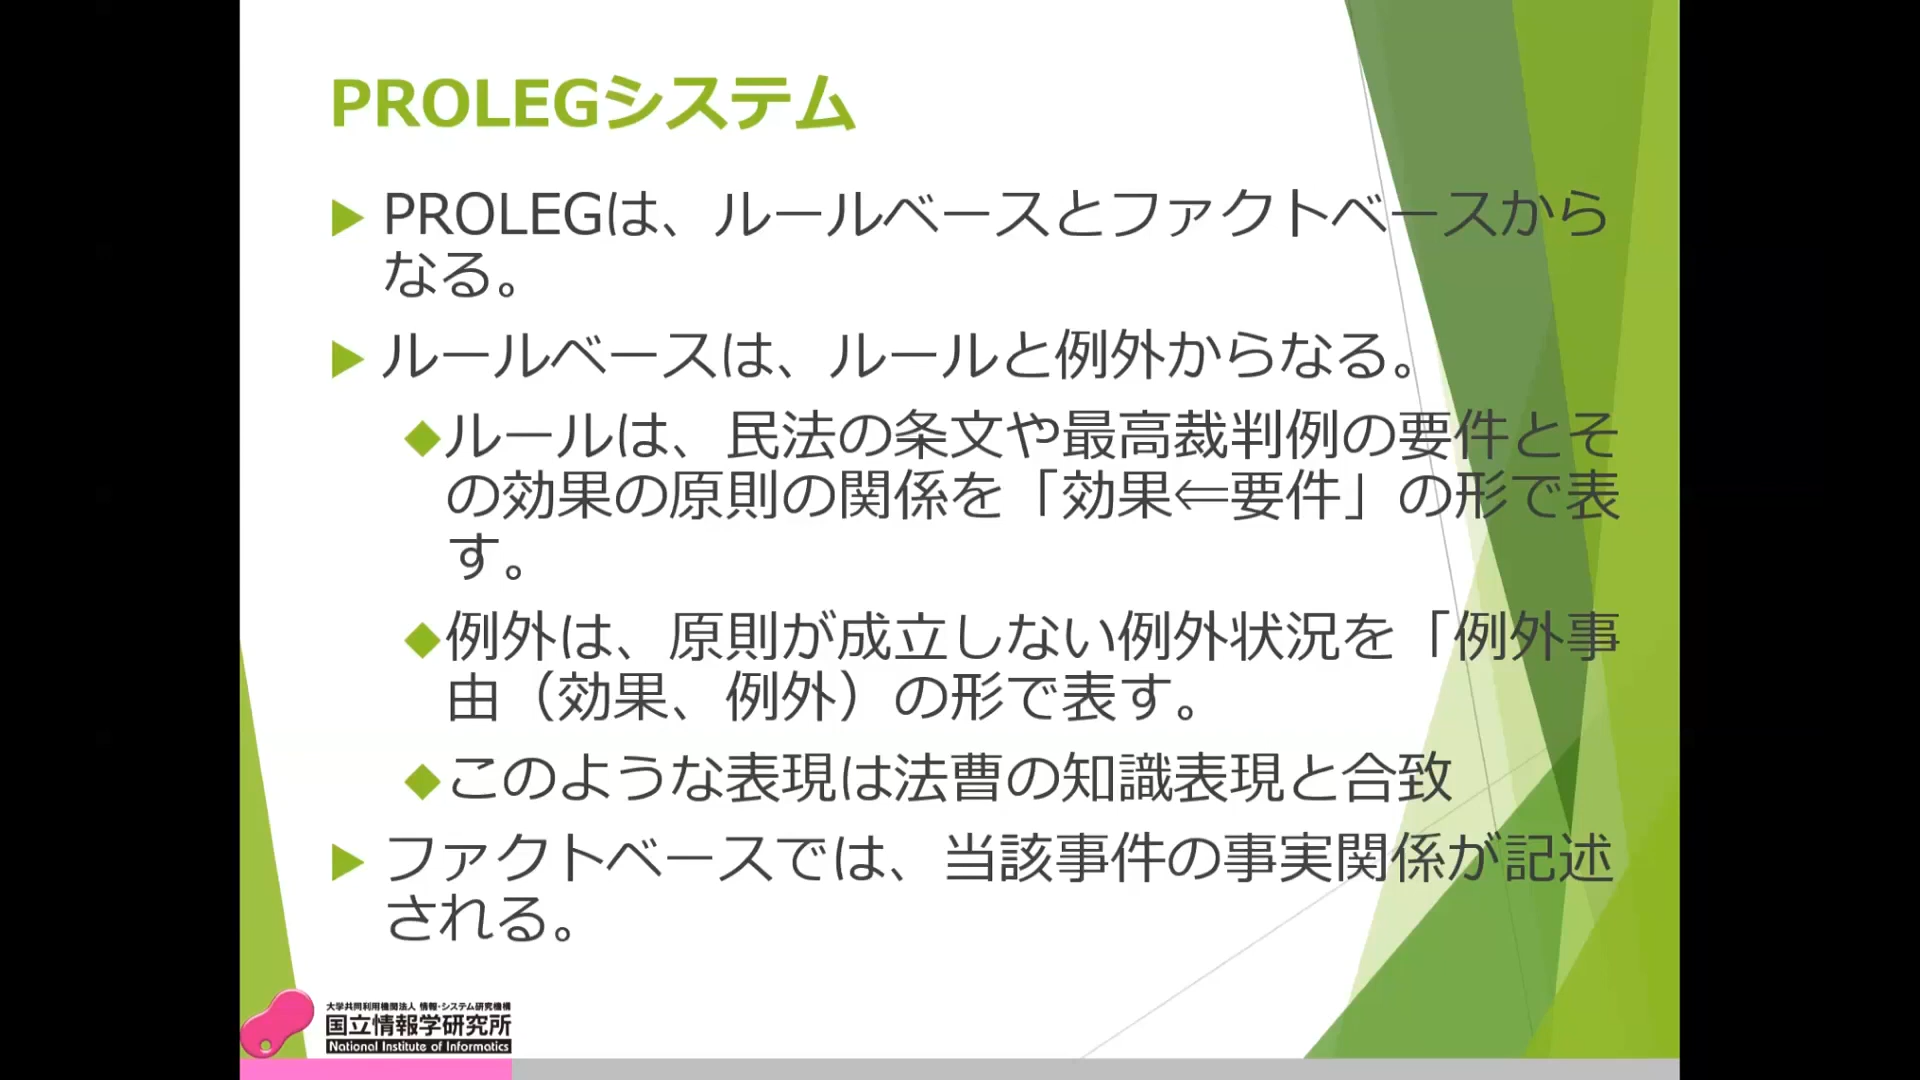 PROLEGシステム
PROLEGは、ルールベースとファクトベースから
なる。
ルールベースは、ルールと例外からなる。
ルールは、民法の条文や最高裁判例の要件とそ
の効果の原則の関係を「効果⇐要件」の形で表
す。
例外は、原則が成立しない例外状況を「例外事
由（効果、例外）の形で表す。
このような表現は法曹の知識表現と合致
ファクトベースでは、当該事件の事実関係が記述
される。
大学共同利用機関法人 情報・システム研究機構
国立情報学研究所
National Institute of Informatics